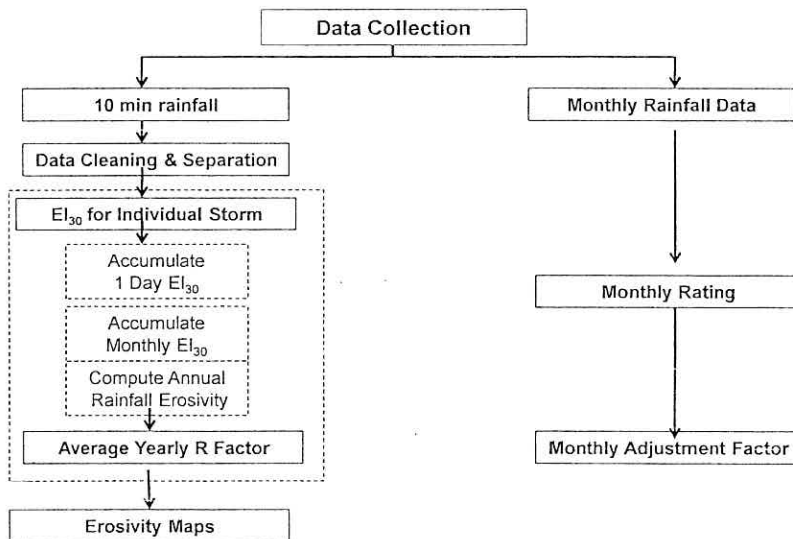 Data Collection
10 min rainfall
Monthly Rainfall Data
Data Cleaning & Separation
EI₃₀ for Individual Storm
Accumulate
1 Day EI₃₀
Monthly Rating
Accumulate
Monthly EI₃₀
Compute Annual
Rainfall Erosivity
Average Yearly R Factor
Monthly Adjustment Factor
Erosivity Maps